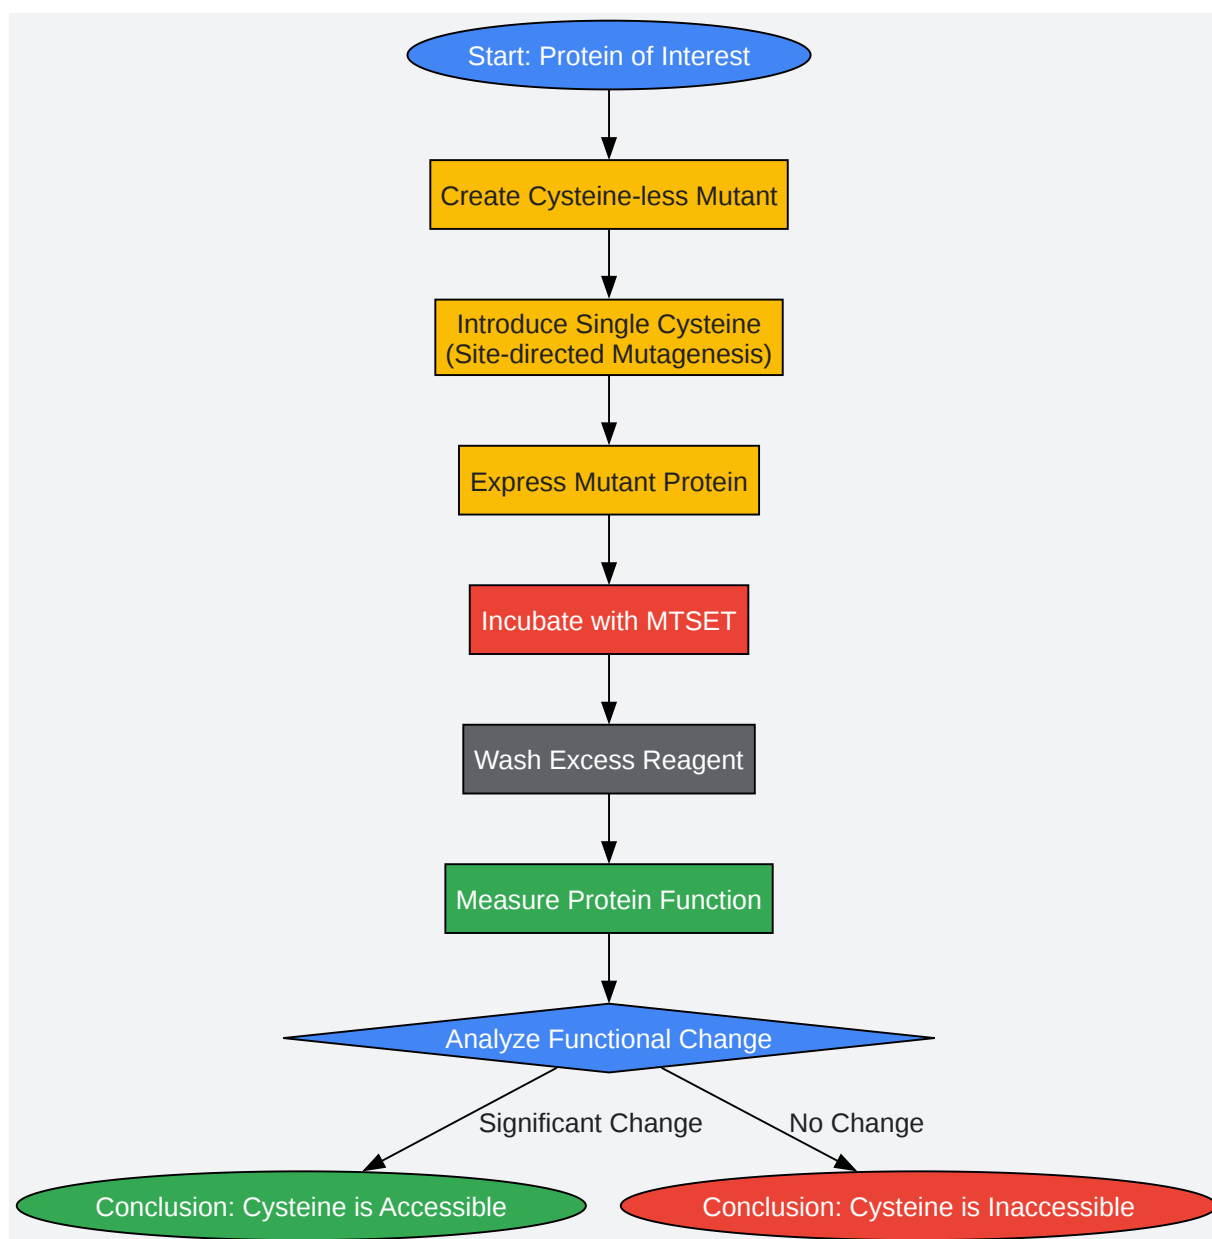 Start: Protein of Interest
Create Cysteine-less Mutant
Introduce Single Cysteine
(Site-directed Mutagenesis)
Express Mutant Protein
Incubate with MTSET
Wash Excess Reagent
Measure Protein Function
Analyze Functional Change
Significant Change
No Change
Conclusion: Cysteine is Accessible
Conclusion: Cysteine is Inaccessible